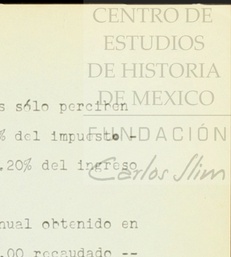 CENTRO DE
ESTUDIOS
DE HISTORIA
DE MEXICO
FUNDACIÓN
Carlos Slim
s sólo perciben
% del impuesto -
.20% del ingreso
nual obtenido en
.00 recaudado --